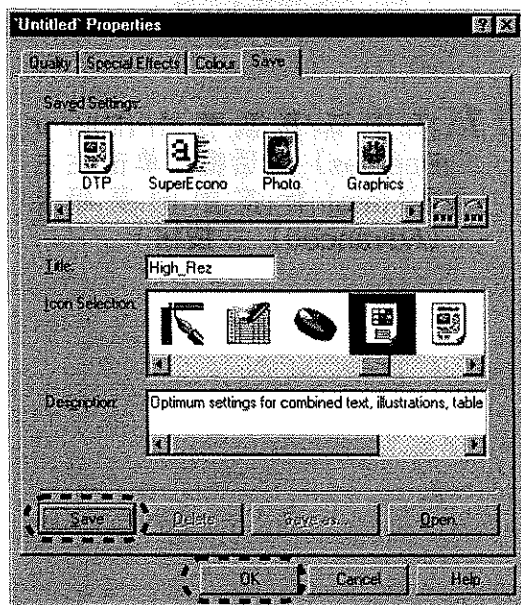 'Untitled' Properties
Quality Special Effects Colour Save
Saved Settings:
DTP SuperEcono Photo Graphics
Title: High_Rez
Icon Selection:
Description: Optimum settings for combined text, illustrations, table
Save Delete Save as... Open...
OK Cancel Help